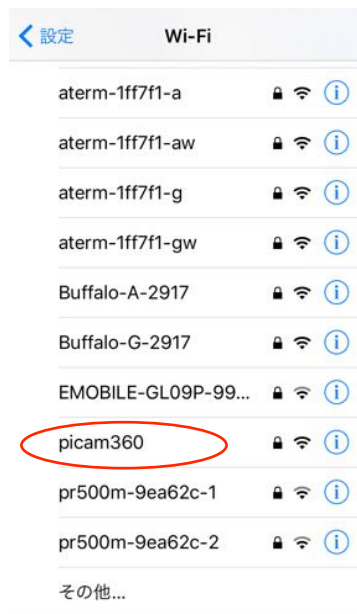 設定 Wi-Fi
aterm-1ff7f1-a
aterm-1ff7f1-aw
aterm-1ff7f1-g
aterm-1ff7f1-gw
Buffalo-A-2917
Buffalo-G-2917
EMOBILE-GL09P-99...
picam360
pr500m-9ea62c-1
pr500m-9ea62c-2
その他...